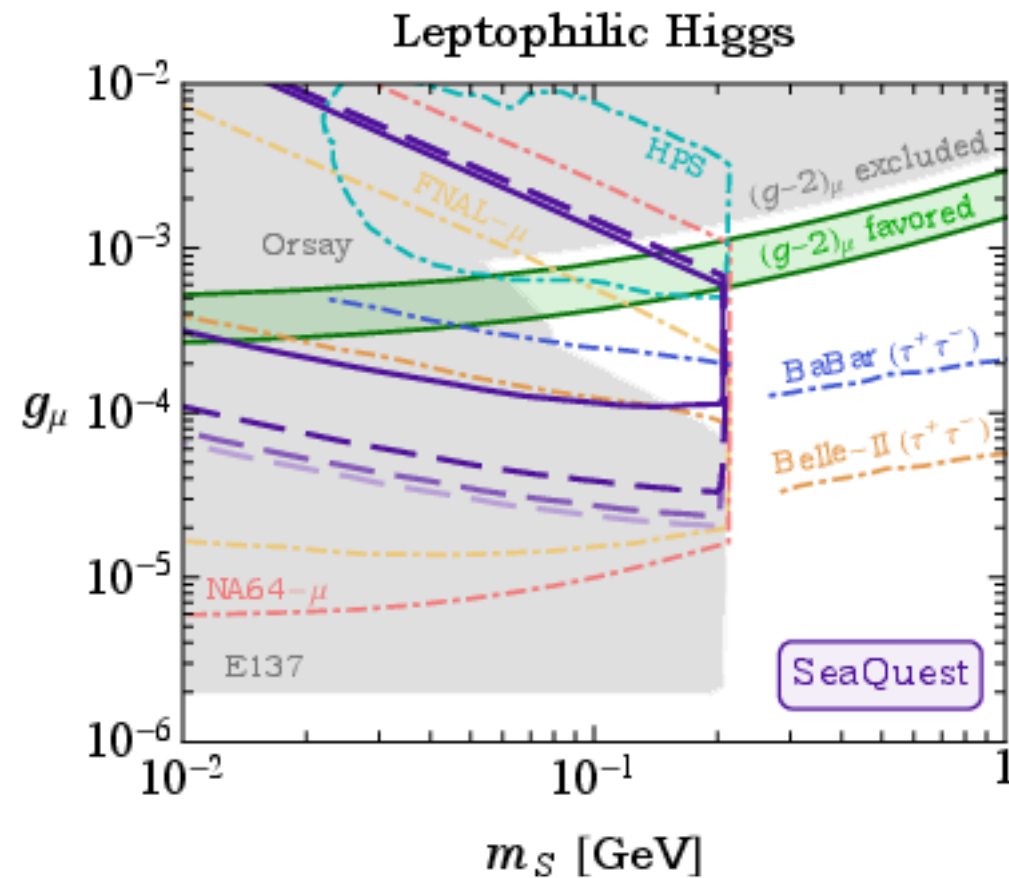 Leptophilic Higgs
10⁻²
10⁻³
10⁻⁴
10⁻⁵
10⁻⁶
g_μ
HPS
(g-2)_μ excluded
FNAL-μ
(g-2)_μ favored
Orsay
BaBar (τ⁺τ⁻)
Belle-II (τ⁺τ⁻)
NA64-μ
E137
SeaQuest
10⁻²
10⁻¹
1
m_S [GeV]